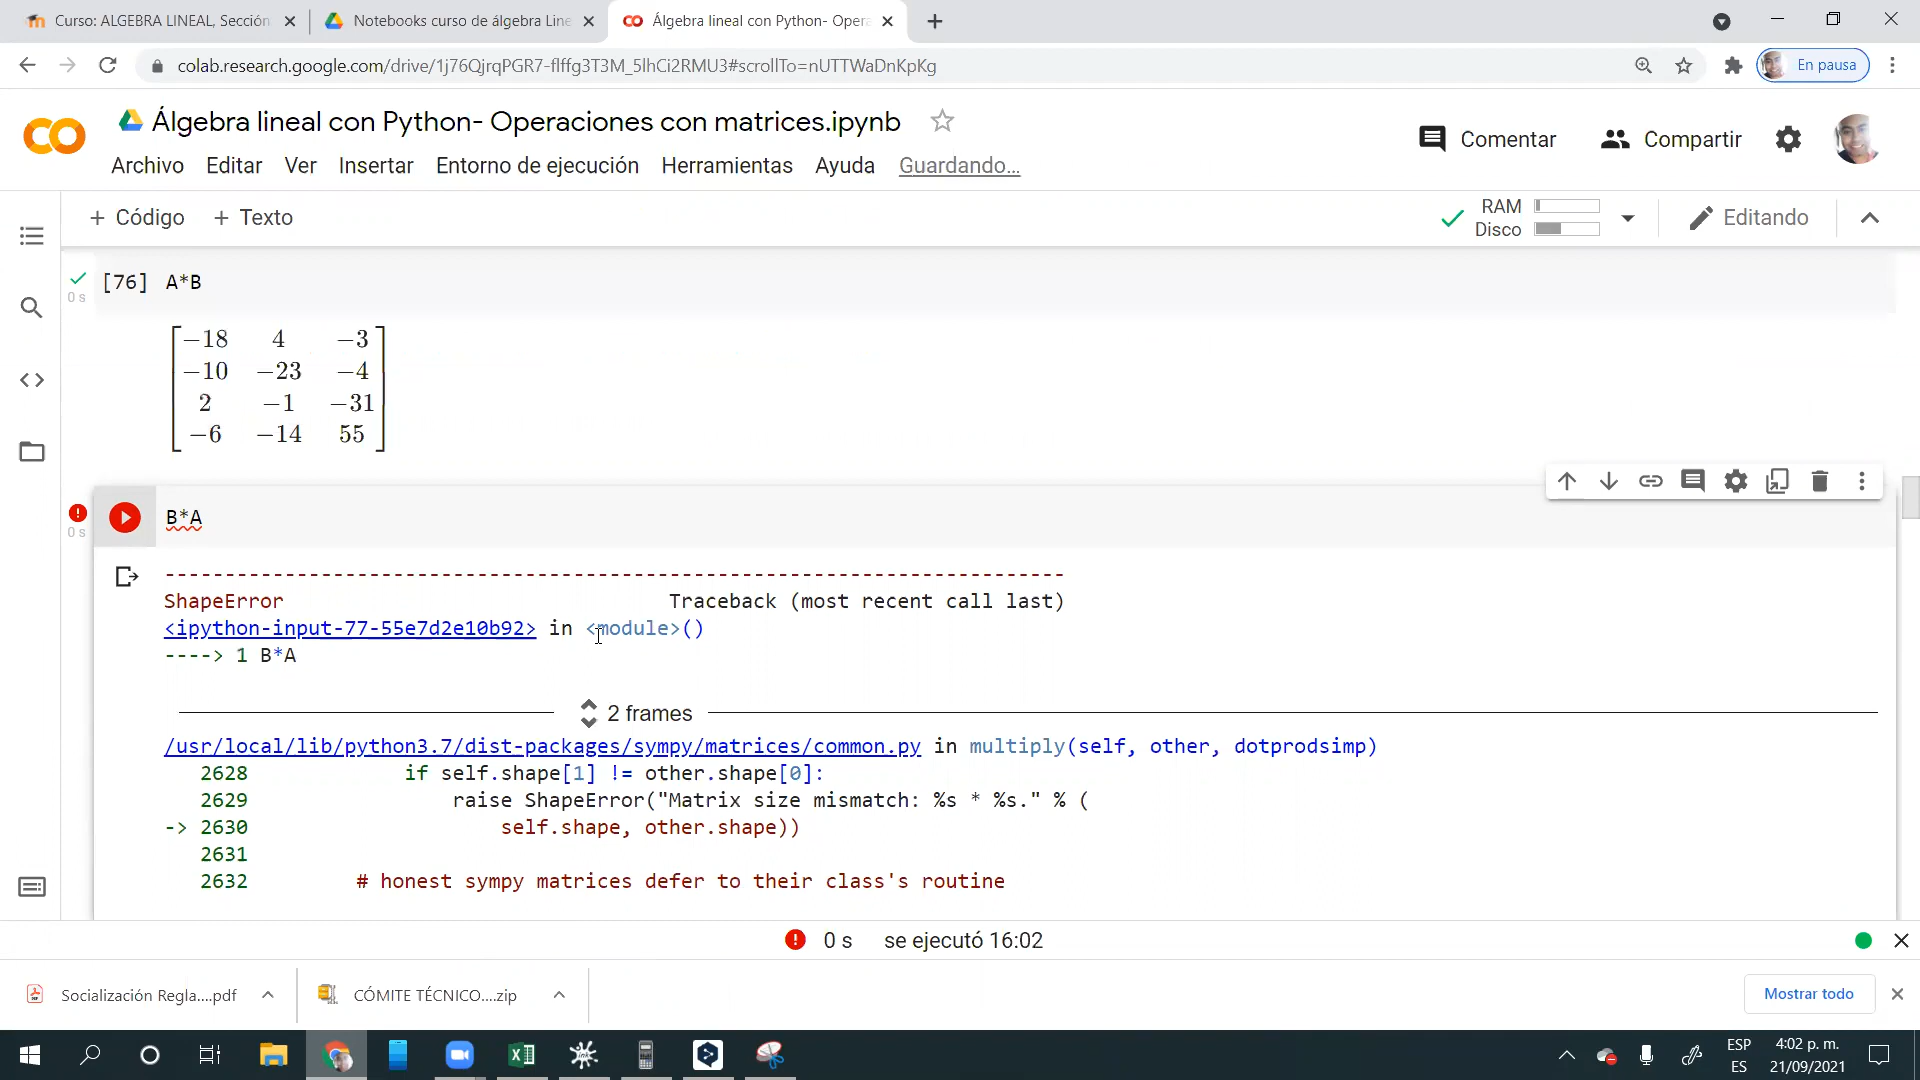 Curso: ALGEBRA LINEAL, Sección
Notebooks curso de álgebra Line
Álgebra lineal con Python- Opera
colab.research.google.com/drive/1j76QjrqPGR7-flffg3T3M_5lhCi2RMU3#scrollTo=nUTTWaDnKpKg
En pausa
Álgebra lineal con Python- Operaciones con matrices.ipynb
Comentar
Compartir
Archivo Editar Ver Insertar Entorno de ejecución Herramientas Ayuda Guardando...
+ Código + Texto
RAM
Disco
Editando
[76] A*B
0 s
−18 4 −3
−10 −23 −4
2 −1 −31
−6 −14 55
B*A
0 s
---------------------------------------------------------------------------
ShapeError Traceback (most recent call last)
<ipython-input-77-55e7d2e10b92> in <module>()
----> 1 B*A
2 frames
/usr/local/lib/python3.7/dist-packages/sympy/matrices/common.py in multiply(self, other, dotprodsimp)
2628 if self.shape[1] != other.shape[0]:
2629 raise ShapeError("Matrix size mismatch: %s * %s." % (
-> 2630 self.shape, other.shape))
2631
2632 # honest sympy matrices defer to their class's routine
0 s se ejecutó 16:02
Socialización Regla....pdf
CÓMITE TÉCNICO....zip
Mostrar todo
ESP
ES
4:02 p. m.
21/09/2021